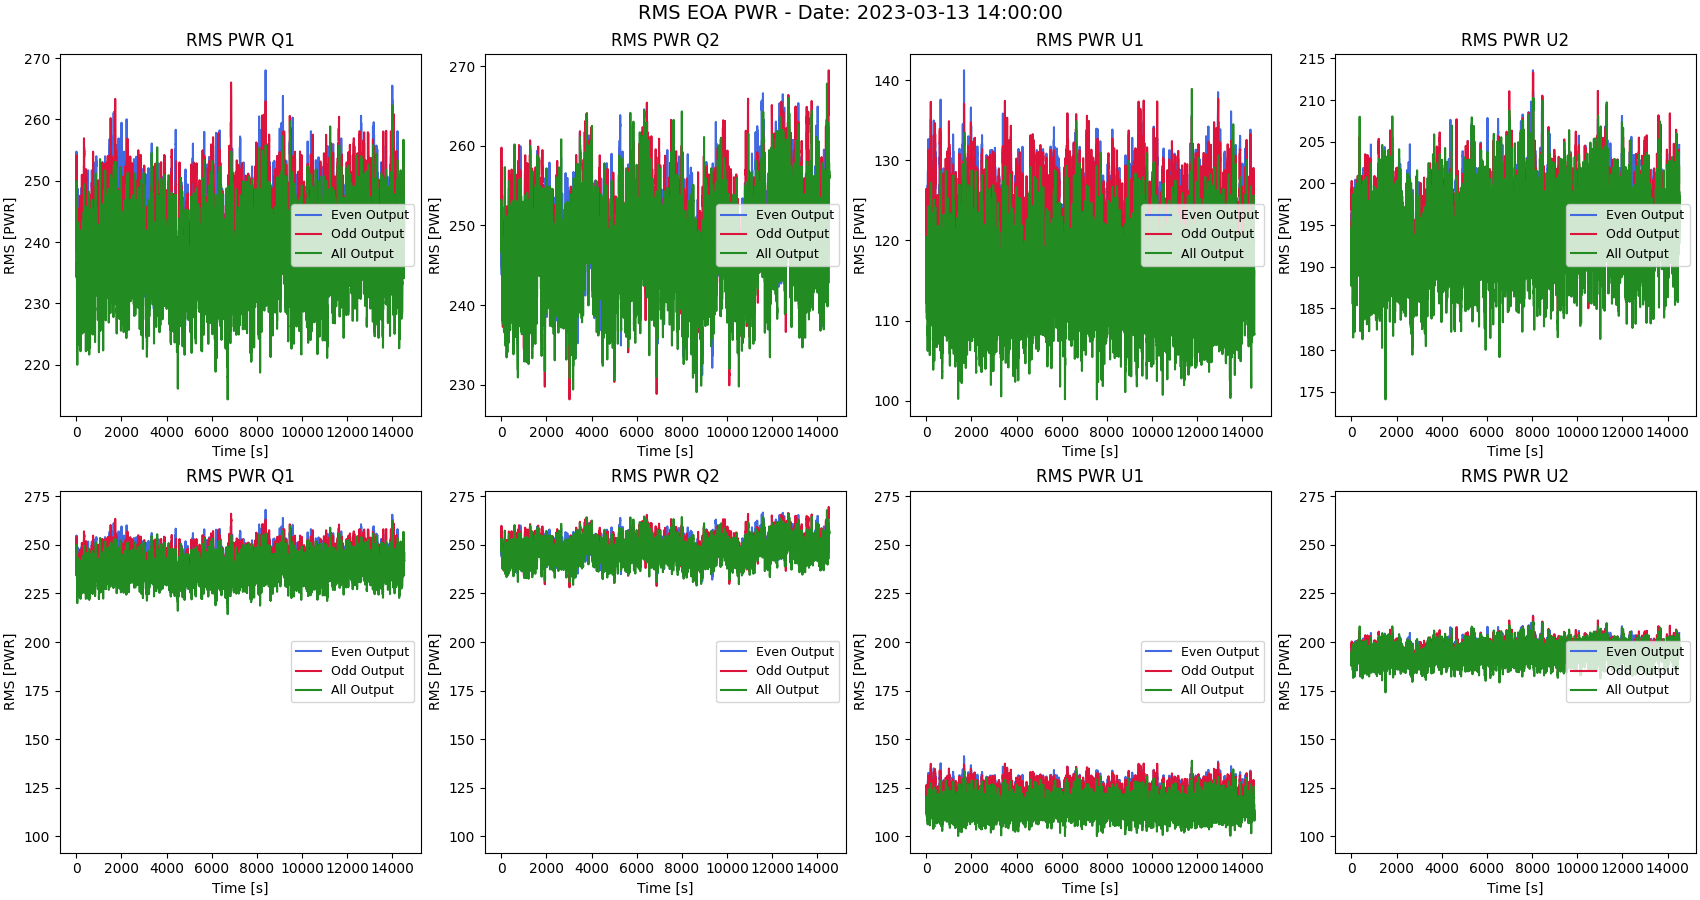 RMS EOA PWR - Date: 2023-03-13 14:00:00
RMS PWR Q1
RMS [PWR]
270
260
250
240
230
220
0 2000 4000 6000 8000 10000 12000 14000
Time [s]
Even Output
Odd Output
All Output
RMS PWR Q2
RMS [PWR]
270
260
250
240
230
0 2000 4000 6000 8000 10000 12000 14000
Time [s]
Even Output
Odd Output
All Output
RMS PWR U1
RMS [PWR]
140
130
120
110
100
0 2000 4000 6000 8000 10000 12000 14000
Time [s]
Even Output
Odd Output
All Output
RMS PWR U2
RMS [PWR]
215
210
205
200
195
190
185
180
175
0 2000 4000 6000 8000 10000 12000 14000
Time [s]
Even Output
Odd Output
All Output
RMS PWR Q1
RMS [PWR]
275
250
225
200
175
150
125
100
0 2000 4000 6000 8000 10000 12000 14000
Time [s]
Even Output
Odd Output
All Output
RMS PWR Q2
RMS [PWR]
275
250
225
200
175
150
125
100
0 2000 4000 6000 8000 10000 12000 14000
Time [s]
Even Output
Odd Output
All Output
RMS PWR U1
RMS [PWR]
275
250
225
200
175
150
125
100
0 2000 4000 6000 8000 10000 12000 14000
Time [s]
Even Output
Odd Output
All Output
RMS PWR U2
RMS [PWR]
275
250
225
200
175
150
125
100
0 2000 4000 6000 8000 10000 12000 14000
Time [s]
Even Output
Odd Output
All Output